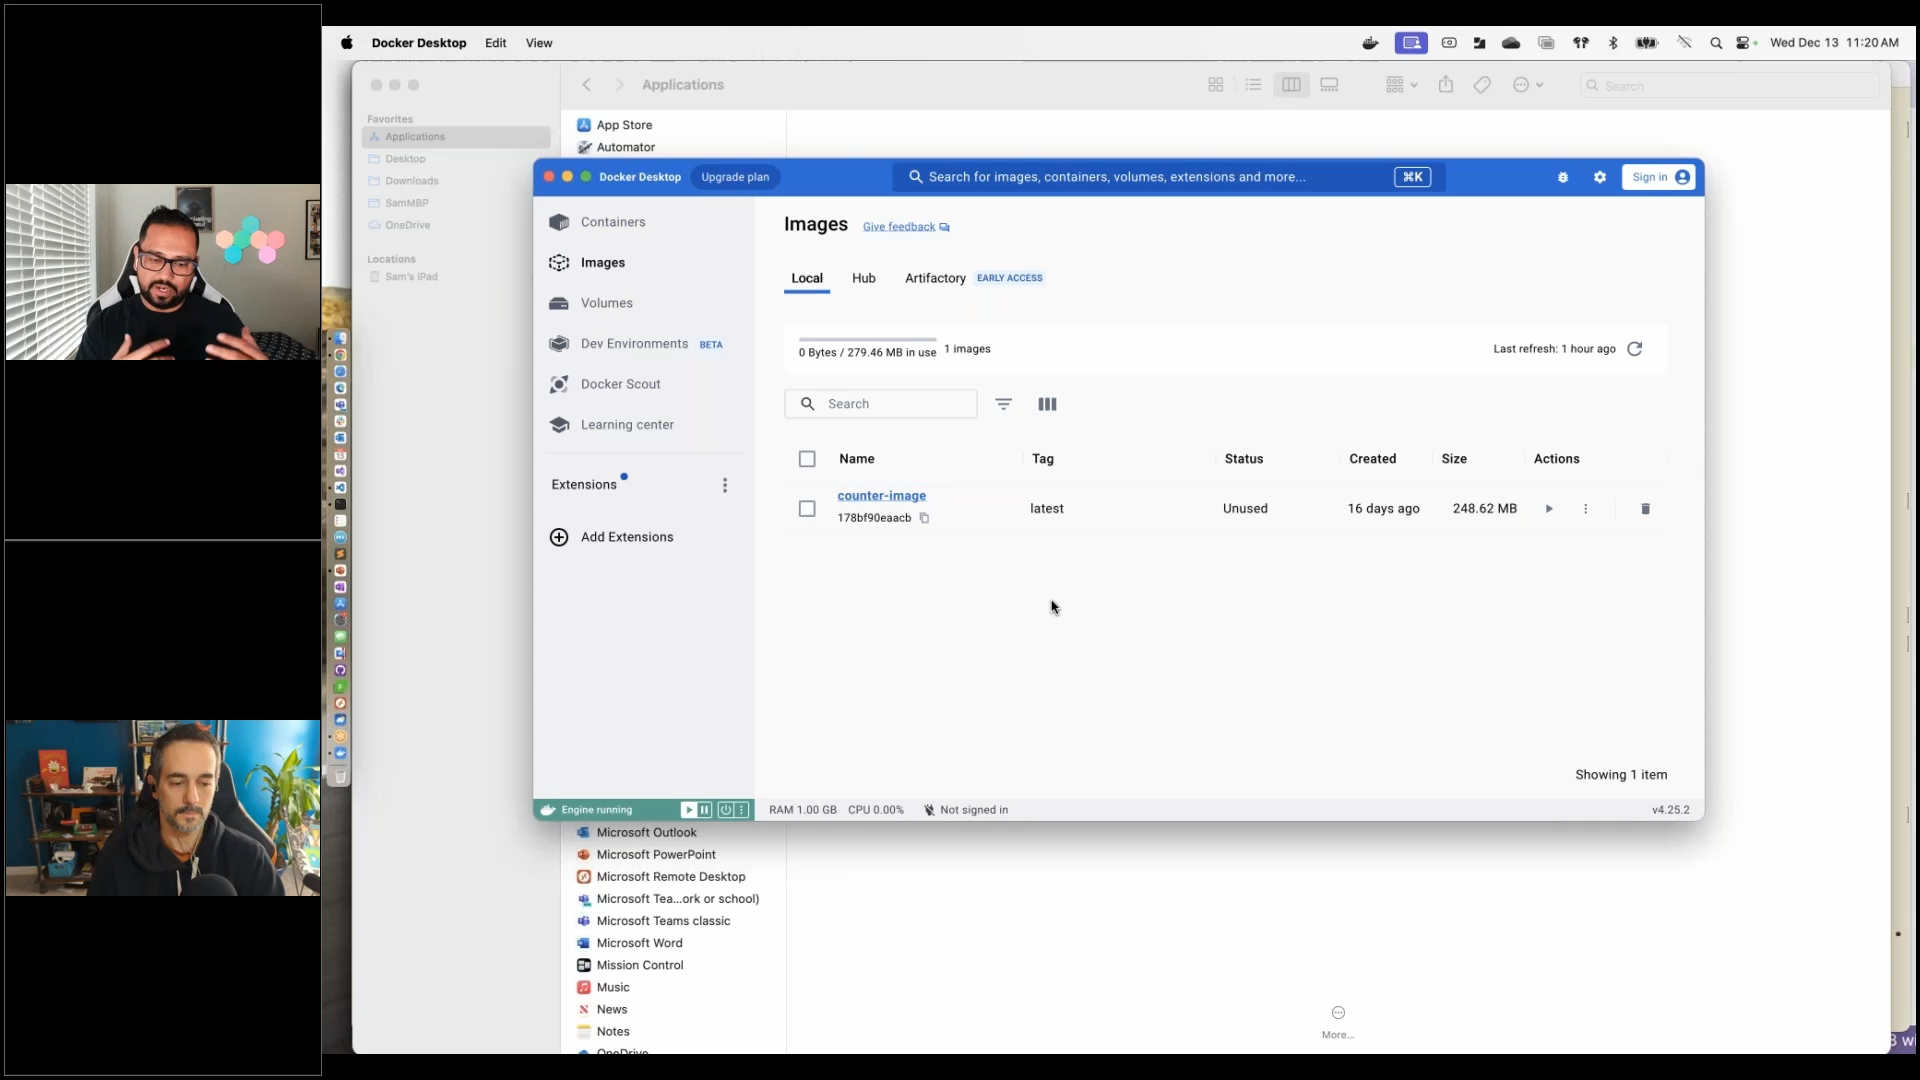 Docker Desktop Edit View
Wed Dec 13 11:20 AM
Applications
Search
Favorites
Applications
Desktop
Downloads
SamMBP
OneDrive
Locations
Sam's iPad
App Store
Automator
Docker Desktop
Upgrade plan
Search for images, containers, volumes, extensions and more...
⌘K
Sign in
Containers
Images
Volumes
Dev Environments BETA
Docker Scout
Learning center
Extensions
Add Extensions
Images Give feedback
Local Hub Artifactory EARLY ACCESS
0 Bytes / 279.46 MB in use 1 images
Last refresh: 1 hour ago
Search
Name Tag Status Created Size Actions
counter-image
178bf90eaacb
latest Unused 16 days ago 248.62 MB
Showing 1 item
Engine running
RAM 1.00 GB CPU 0.00% Not signed in
v4.25.2
Microsoft Outlook
Microsoft PowerPoint
Microsoft Remote Desktop
Microsoft Tea...ork or school)
Microsoft Teams classic
Microsoft Word
Mission Control
Music
News
Notes
OneDrive
More...